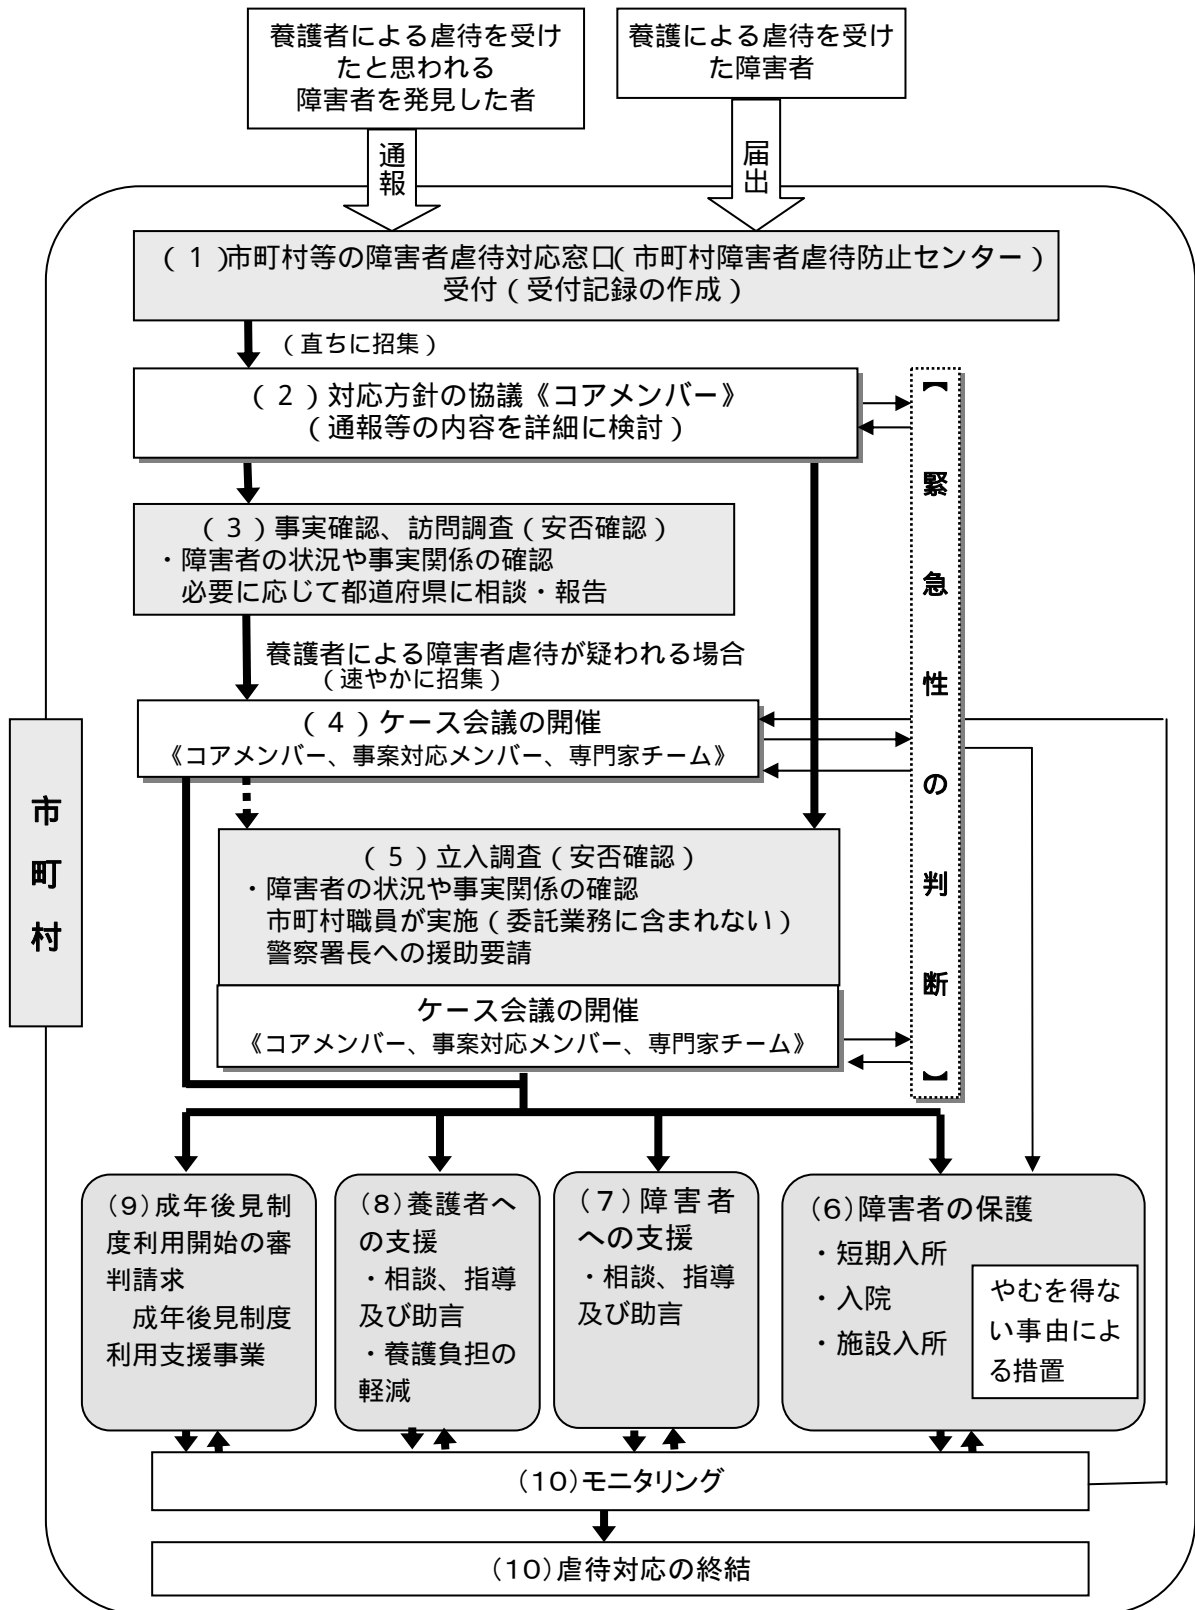 養護者による虐待を受け
たと思われる
障害者を発見した者
養護による虐待を受け
た障害者
通報
届出
(1)市町村等の障害者虐待対応窓口(市町村障害者虐待防止センター)
受付(受付記録の作成)
(直ちに招集)
(2)対応方針の協議《コアメンバー》
(通報等の内容を詳細に検討)
【緊急性の判断】
(3)事実確認、訪問調査(安否確認)
・障害者の状況や事実関係の確認
必要に応じて都道府県に相談・報告
養護者による障害者虐待が疑われる場合
(速やかに招集)
(4)ケース会議の開催
《コアメンバー、事案対応メンバー、専門家チーム》
市町村
(5)立入調査(安否確認)
・障害者の状況や事実関係の確認
市町村職員が実施(委託業務に含まれない)
警察署長への援助要請
ケース会議の開催
《コアメンバー、事案対応メンバー、専門家チーム》
(9)成年後見制
度利用開始の審
判請求
成年後見制度
利用支援事業
(8)養護者へ
の支援
・相談、指導
及び助言
・養護負担の
軽減
(7)障害者
への支援
・相談、指導
及び助言
(6)障害者の保護
・短期入所
・入院
・施設入所
やむを得な
い事由によ
る措置
(10)モニタリング
(10)虐待対応の終結